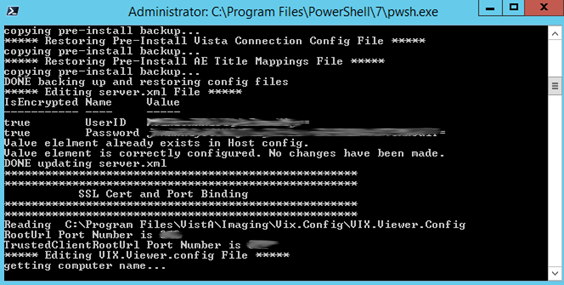 Administrator: C:\Program Files\PowerShell\7\pwsh.exe
copying pre-install backup...
***** Restoring Pre-Install Vista Connection Config File *****
copying pre-install backup...
***** Restoring Pre-Install AE Title Mappings File *****
copying pre-install backup...
DONE backing up and restoring config files
***** Editing server.xml File *****
IsEncrypted Name     Value
----------- ----     -----
true        UserID
true        Password
Valve elelment already exists in Host config.
Valve element is correctly configured. No changes have been made.
DONE updating server.xml
**************************************************
**************************************************
SSL Cert and Port Binding
**************************************************
**************************************************
Reading  C:\Program Files\VistA\Imaging\Vix.Config\VIX.Viewer.Config
RootUrl Port Number is
TrustedClientRootUrl Port Number is
***** Editing VIX.Viewer.config File *****
getting computer name...